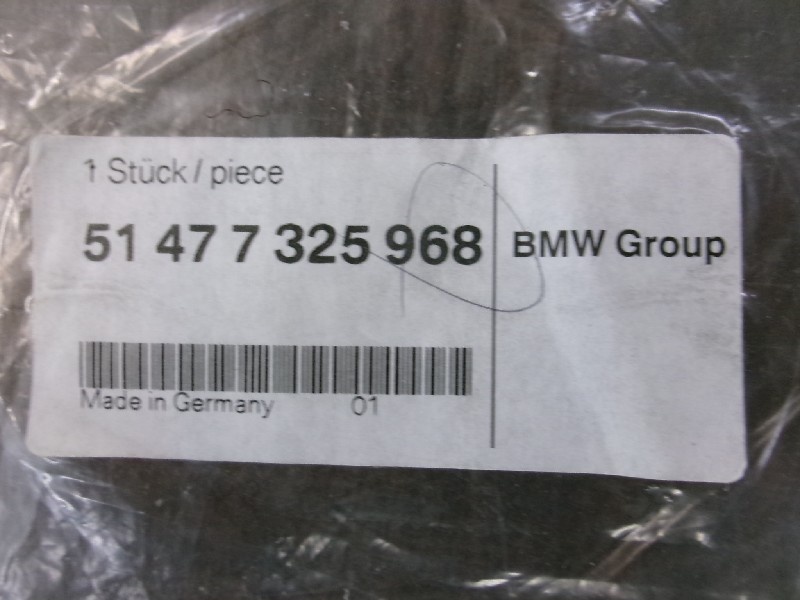 1 Stück / piece
51 47 7 325 968
BMW Group
Made in Germany 01